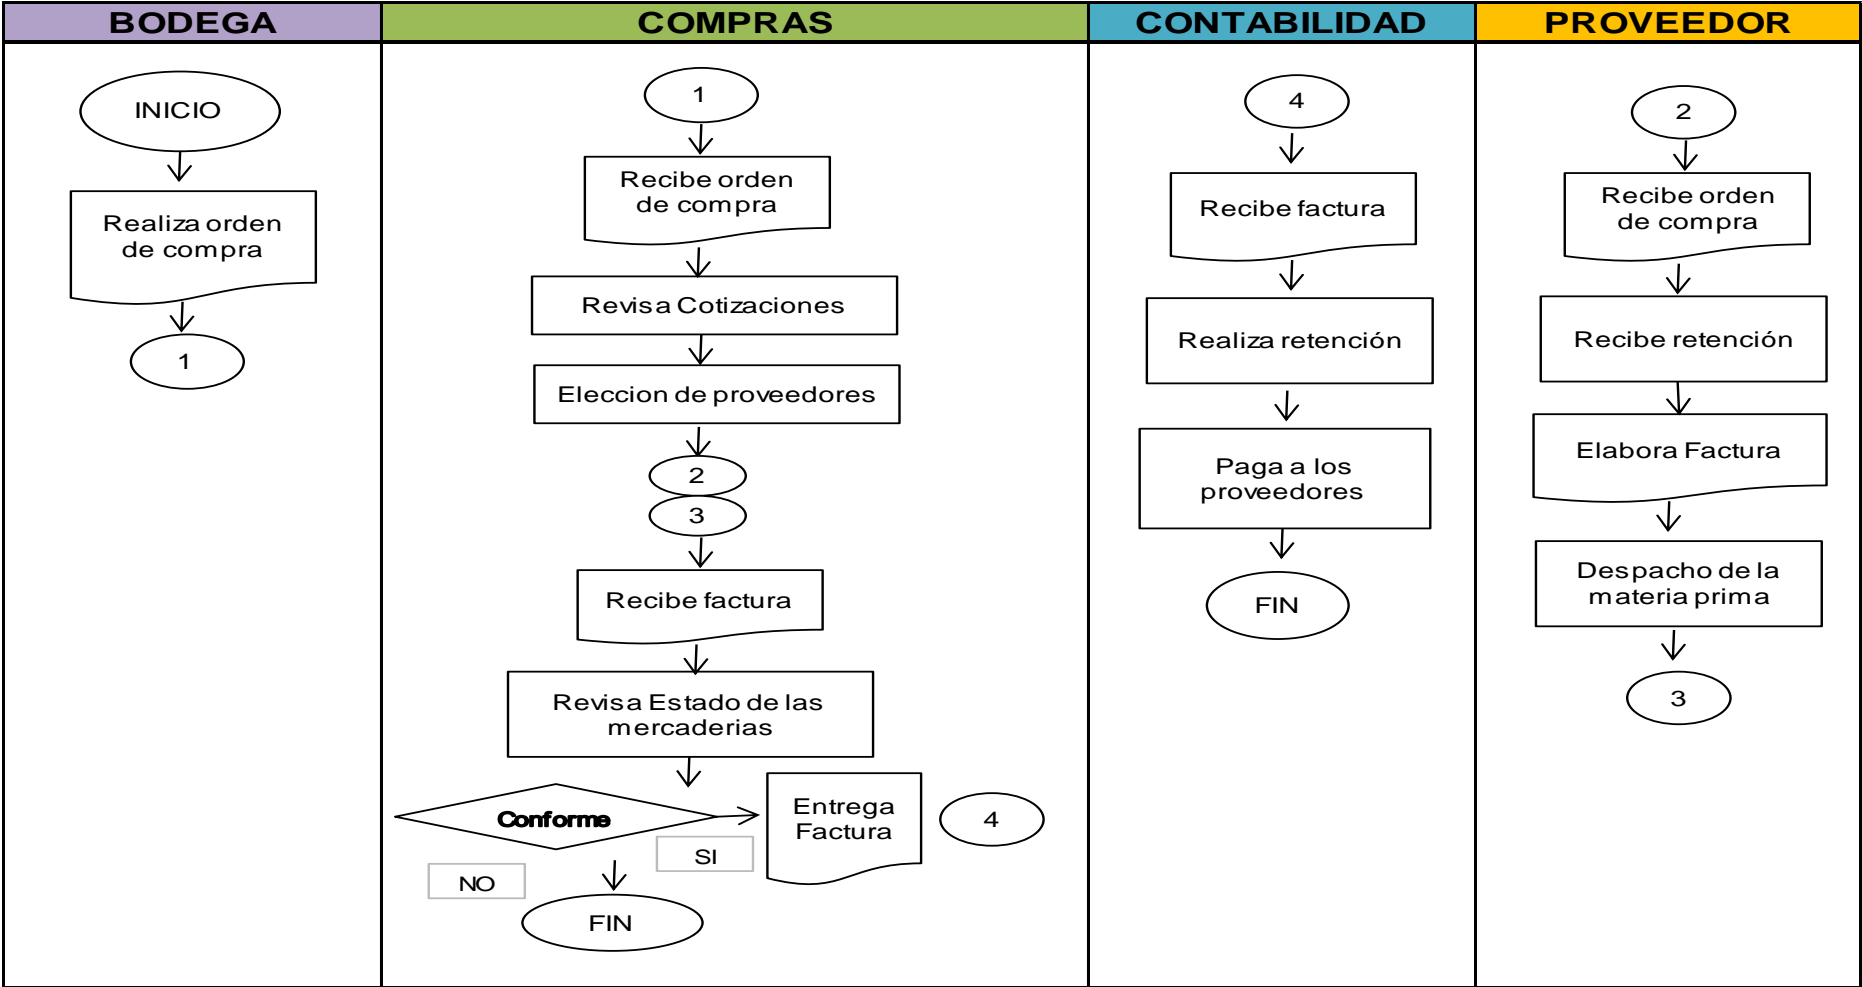 BODEGA
COMPRAS
CONTABILIDAD
PROVEEDOR
INICIO
Realiza orden
de compra
1
1
Recibe orden
de compra
Revisa Cotizaciones
Eleccion de proveedores
2
3
Recibe factura
Revisa Estado de las
mercaderias
Conforme
SI
NO
Entrega
Factura
4
FIN
4
Recibe factura
Realiza retención
Paga a los
proveedores
FIN
2
Recibe orden
de compra
Recibe retención
Elabora Factura
Despacho de la
materia prima
3